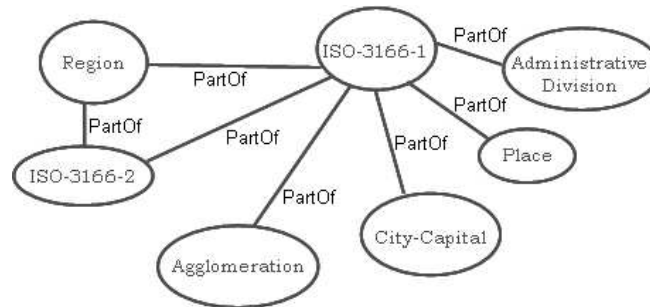 ISO-3166-1
PartOf
Administrative
Division
Region
PartOf
PartOf
PartOf
PartOf
PartOf
Place
ISO-3166-2
PartOf
City-Capital
Agglomeration